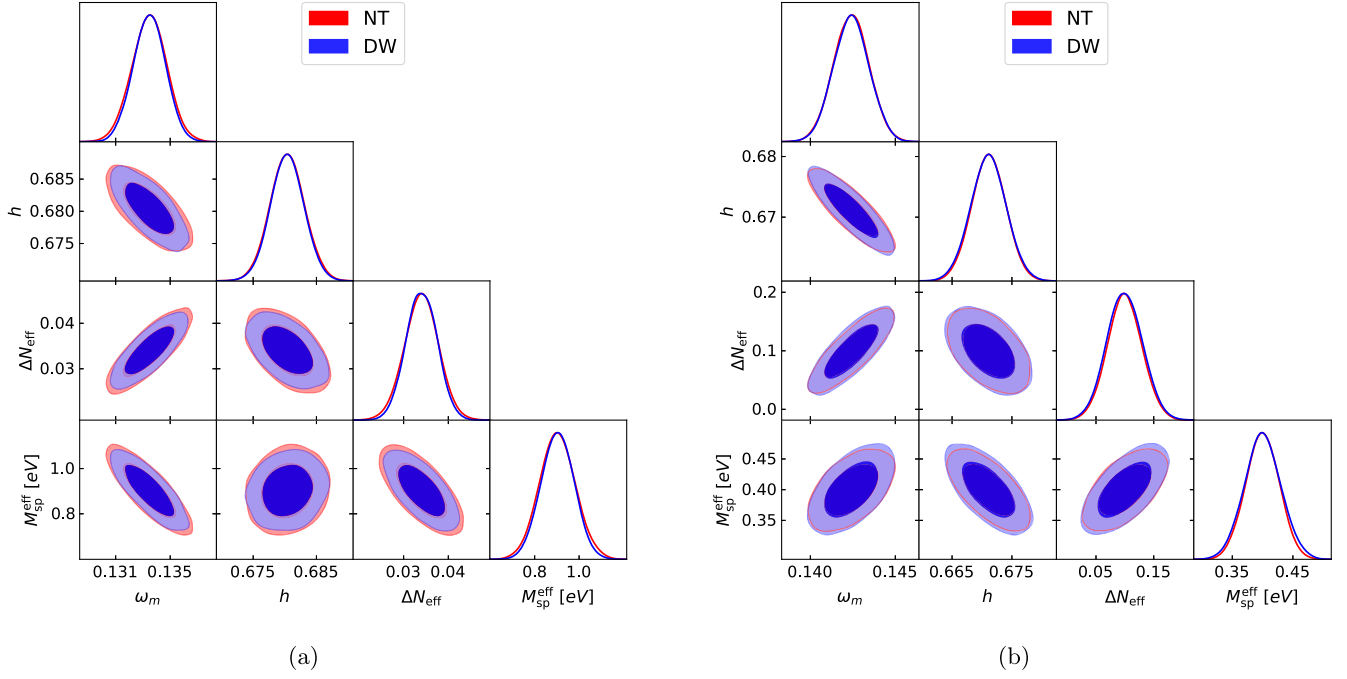 NT
DW
0.685
0.680
0.675
h
0.04
0.03
ΔN_eff
1.0
0.8
M_sp^eff [eV]
0.131 0.135 0.675 0.685 0.03 0.04 0.8 1.0
ω_m h ΔN_eff M_sp^eff [eV]
(a)
NT
DW
0.68
0.67
h
0.2
0.1
0.0
ΔN_eff
0.45
0.40
0.35
M_sp^eff [eV]
0.140 0.145 0.665 0.675 0.05 0.15 0.35 0.45
ω_m h ΔN_eff M_sp^eff [eV]
(b)